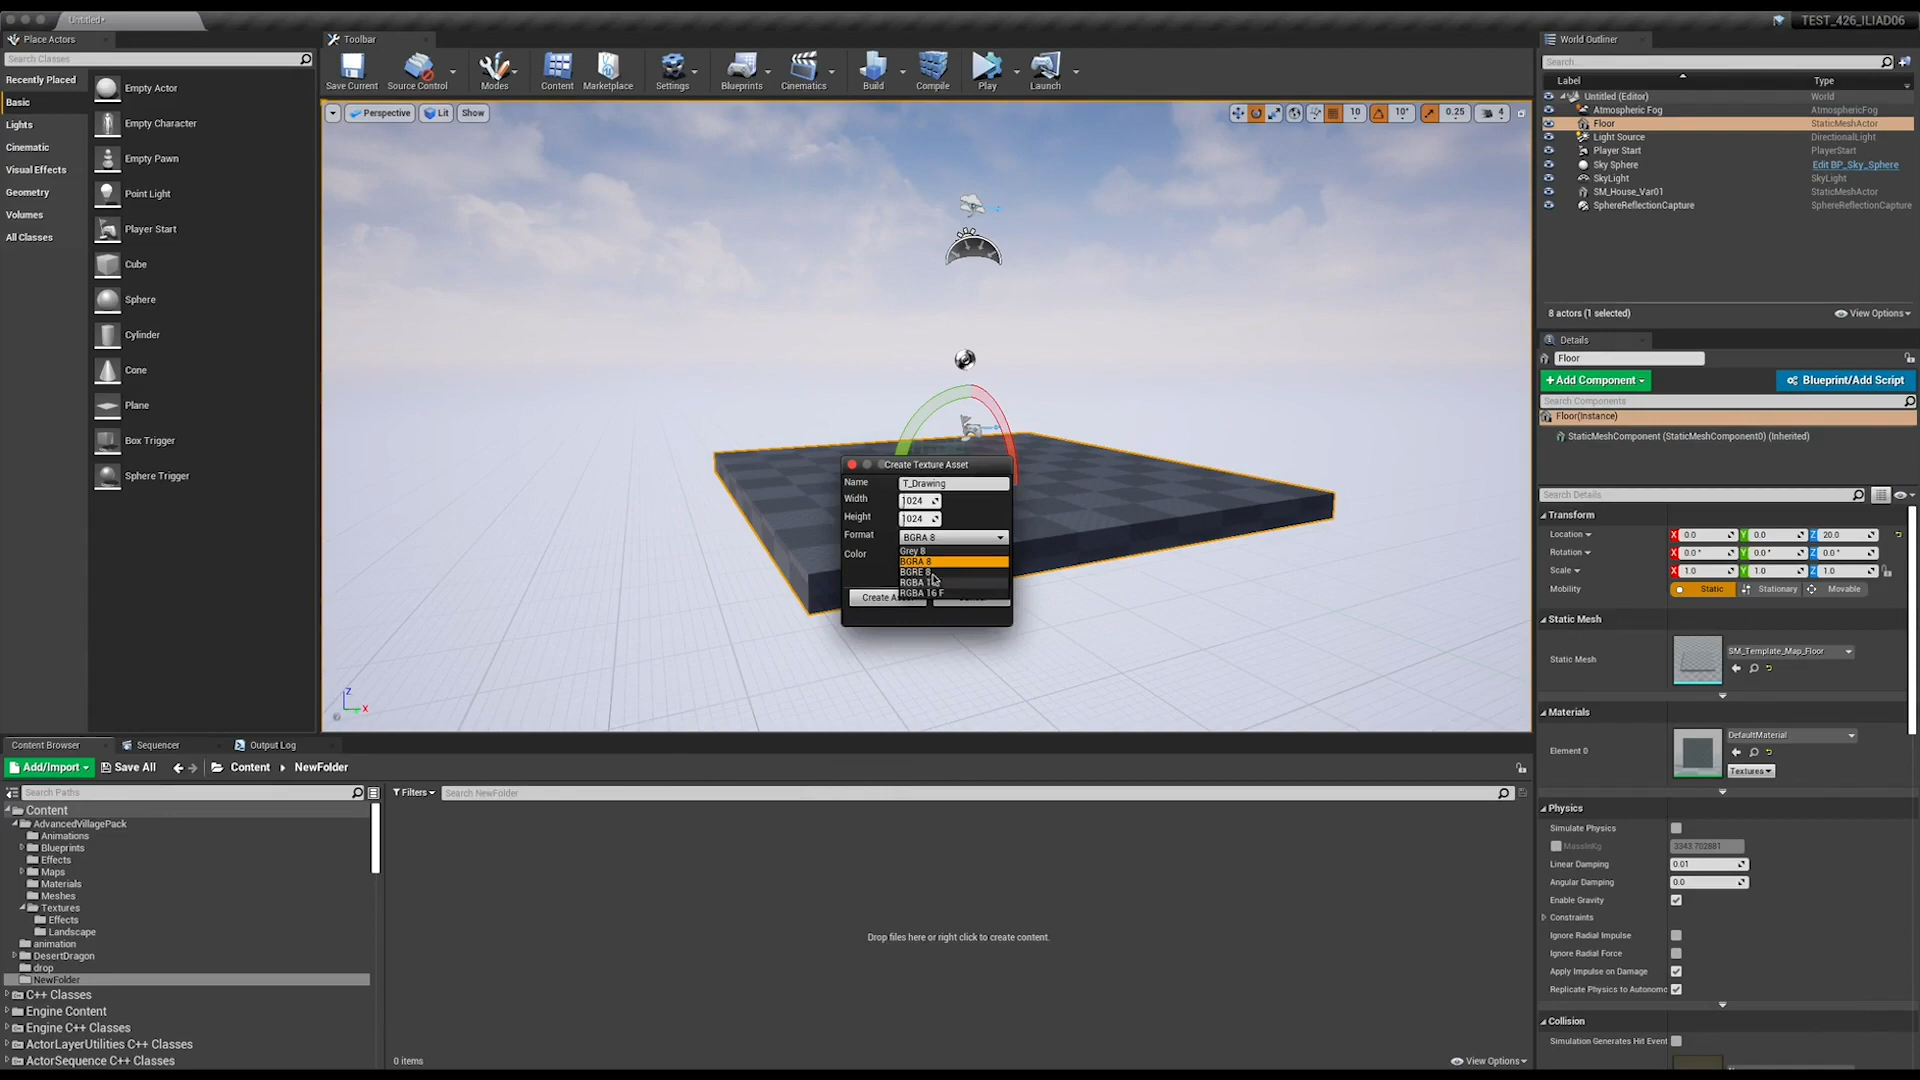 Untitled*
TEST_426_ILIAD06
Place Actors
Search Classes
Recently Placed
Basic
Lights
Cinematic
Visual Effects
Geometry
Volumes
All Classes
Empty Actor
Empty Character
Empty Pawn
Point Light
Player Start
Cube
Sphere
Cylinder
Cone
Plane
Box Trigger
Sphere Trigger
Toolbar
Save Current
Source Control
Modes
Content
Marketplace
Settings
Blueprints
Cinematics
Build
Compile
Play
Launch
Perspective
Lit
Show
10
10°
0.25
4
Create Texture Asset
Name T_Drawing
Width 1024
Height 1024
Format BGRA 8
Color
Grey 8
BGRA 8
BGRE 8
RGBA 16
RGBA 16 F
Z
X
World Outliner
Search...
Label Type
Untitled (Editor) World
Atmospheric Fog AtmosphericFog
Floor StaticMeshActor
Light Source DirectionalLight
Player Start PlayerStart
Sky Sphere Edit BP_Sky_Sphere
SkyLight SkyLight
SM_House_Var01 StaticMeshActor
SphereReflectionCapture SphereReflectionCapture
8 actors (1 selected) View Options
Details
Floor
+Add Component
Blueprint/Add Script
Search Components
Floor(Instance)
StaticMeshComponent (StaticMeshComponent0) (Inherited)
Search Details
Transform
Location X 0.0 Y 0.0 Z 20.0
Rotation X 0.0 ° Y 0.0 ° Z 0.0 °
Scale X 1.0 Y 1.0 Z 1.0
Mobility Static Stationary Movable
Static Mesh
Static Mesh SM_Template_Map_Floor
Materials
Element 0 DefaultMaterial
Textures
Physics
Simulate Physics
MassInKg 3343.702881
Linear Damping 0.01
Angular Damping 0.0
Enable Gravity
Constraints
Ignore Radial Impulse
Ignore Radial Force
Apply Impulse on Damage
Replicate Physics to Autonomo
Collision
Simulation Generates Hit Event
Content Browser
Sequencer
Output Log
Add/Import
Save All
Content
NewFolder
Search Paths
Filters
Search NewFolder
Content
AdvancedVillagePack
Animations
Blueprints
Effects
Maps
Materials
Meshes
Textures
Effects
Landscape
animation
DesertDragon
drop
NewFolder
C++ Classes
Engine Content
Engine C++ Classes
ActorLayerUtilities C++ Classes
ActorSequence C++ Classes
Drop files here or right click to create content.
0 items
View Options